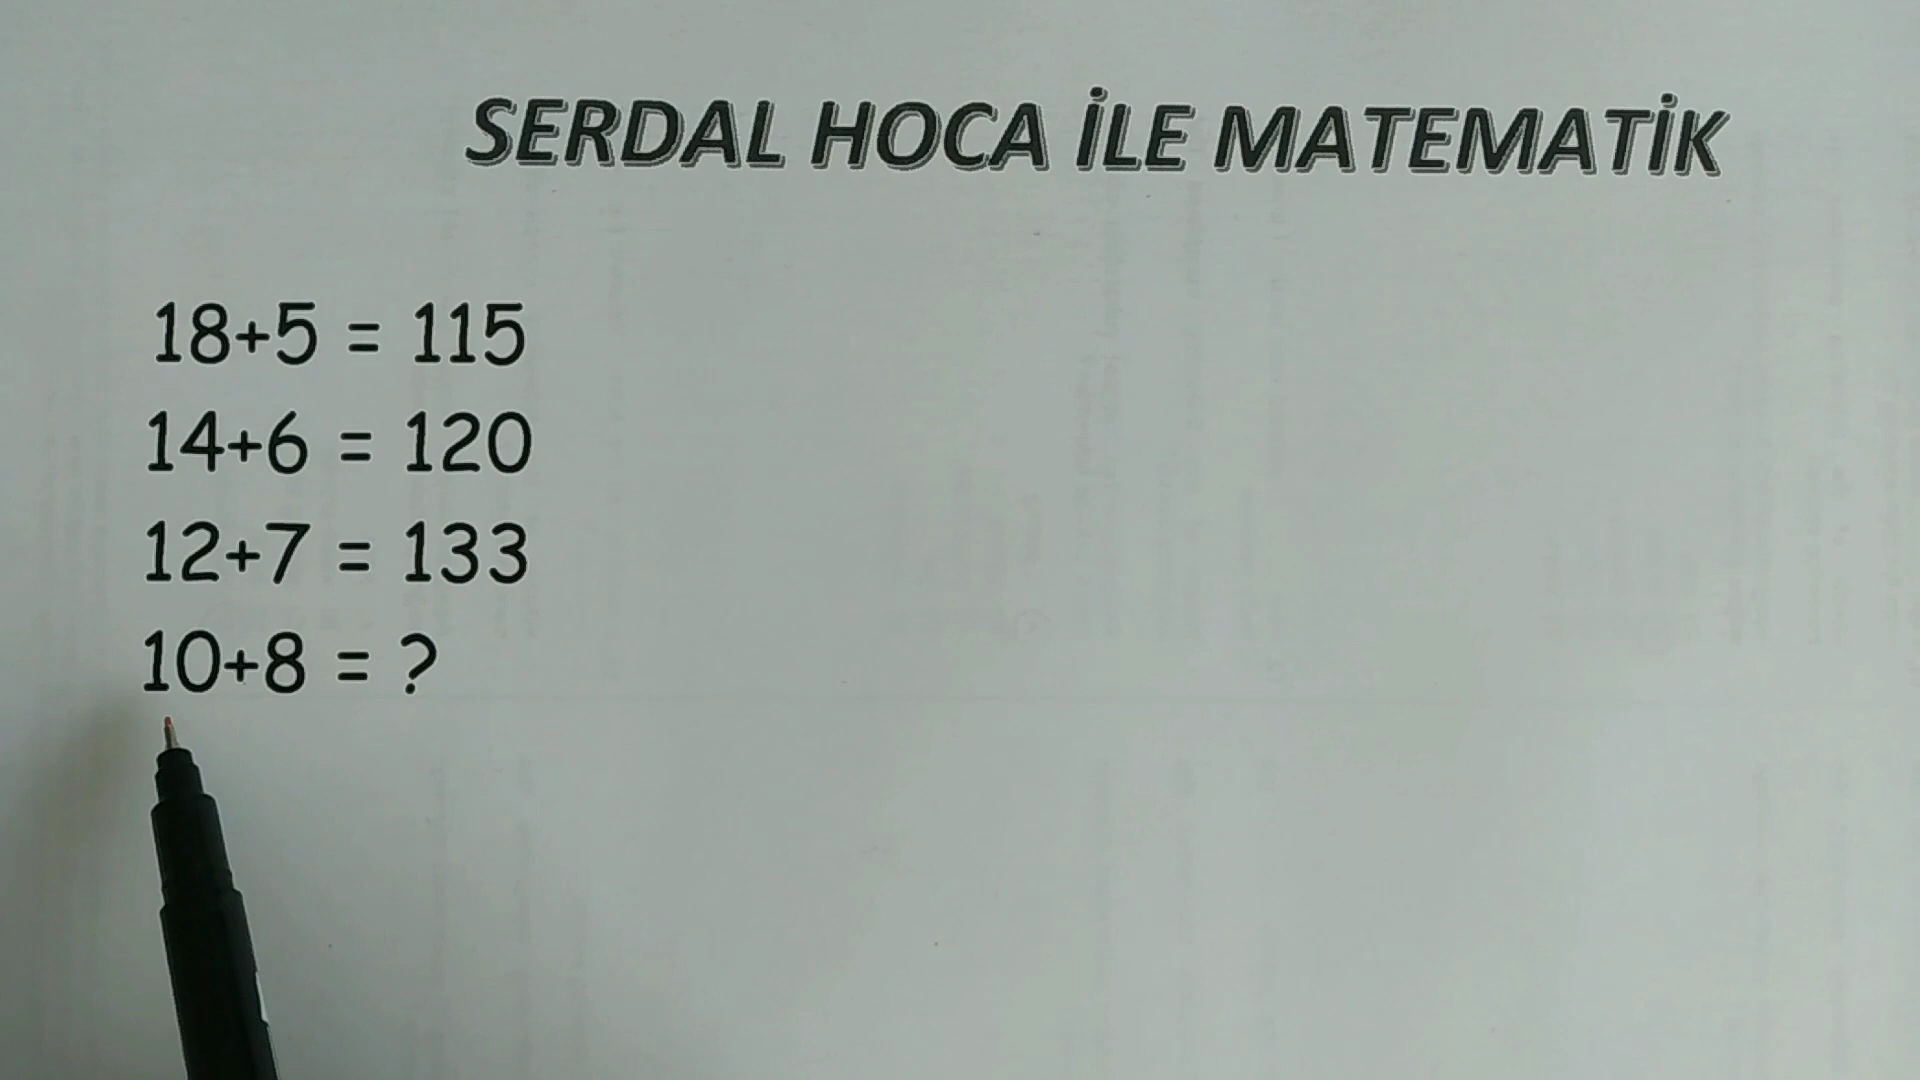 SERDAL HOCA İLE MATEMATİK
18+5 = 115
14+6 = 120
12+7 = 133
10+8 = ?